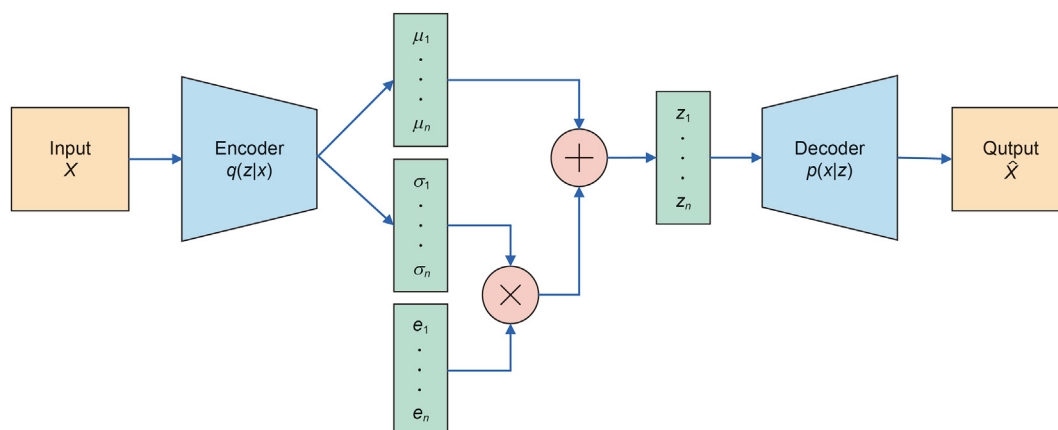 Input
X
Encoder
q(z|x)
μ1
.
.
.
.
μn
σ1
.
.
.
.
σn
e1
.
.
.
.
en
+
×
z1
.
.
.
zn
Decoder
p(x|z)
Qutput
X̂